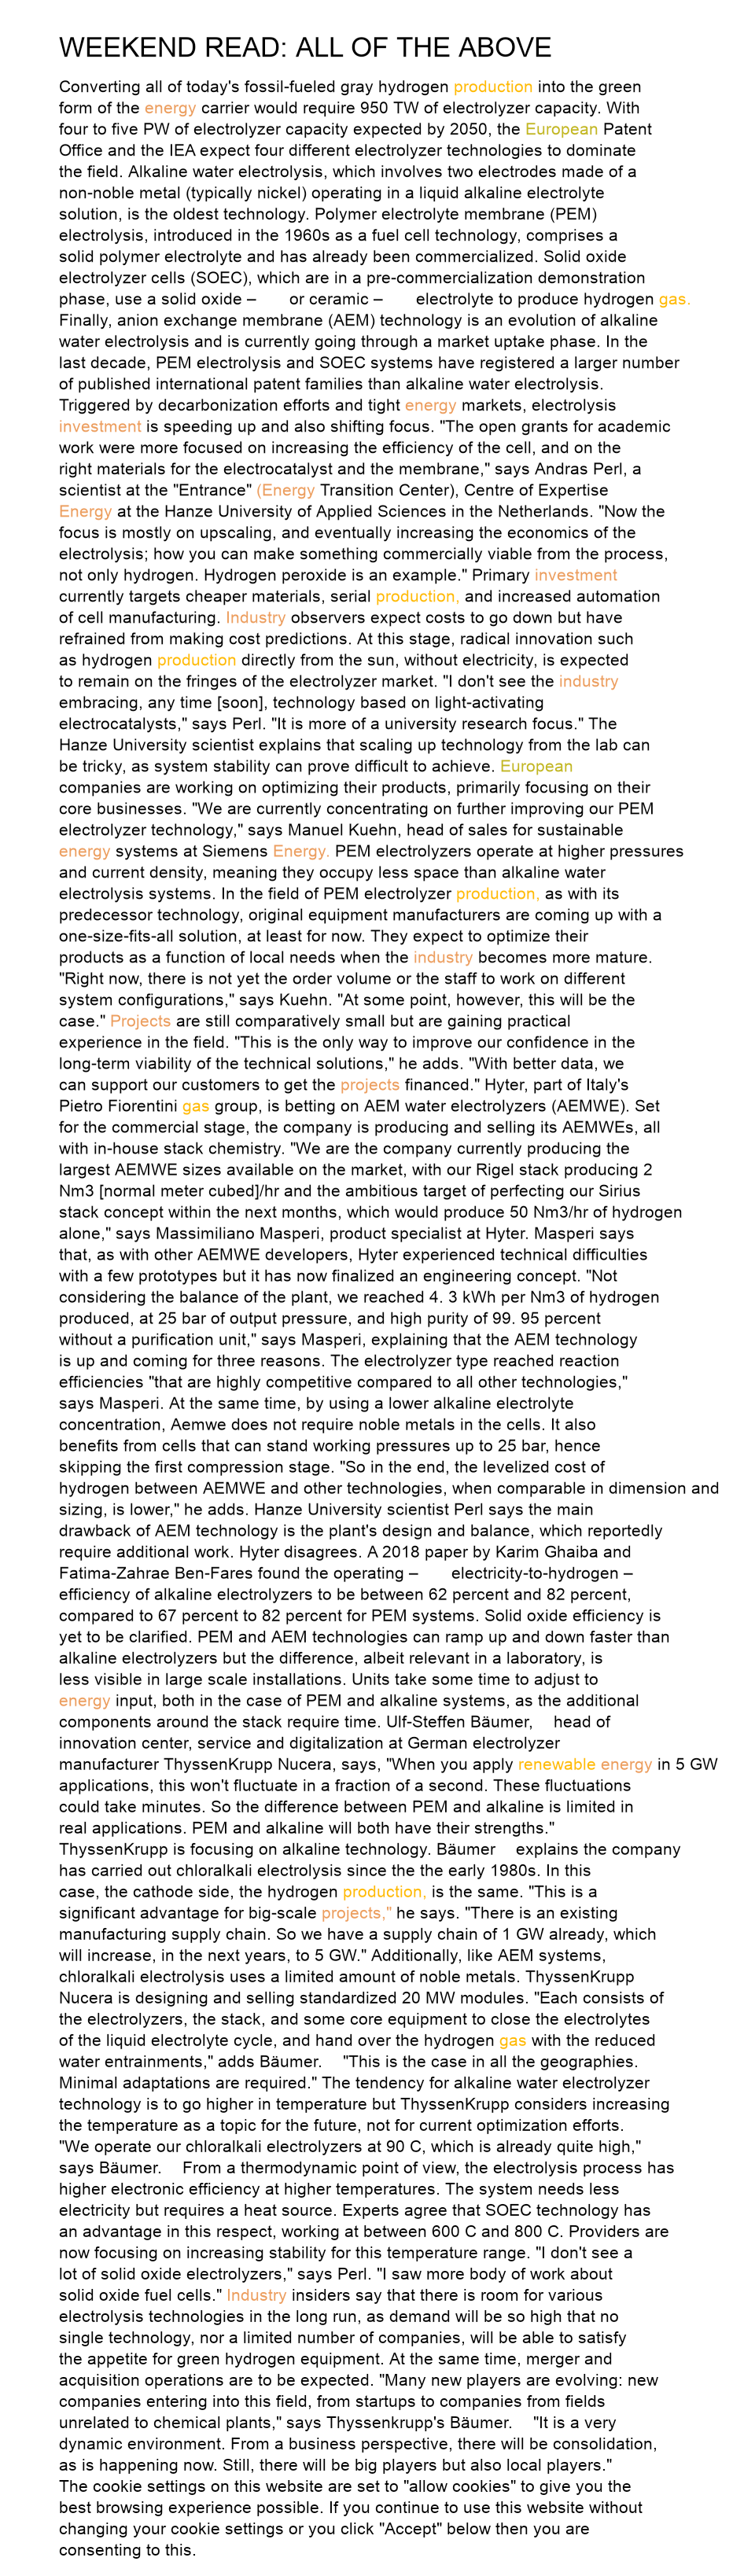 WEEKEND READ: ALL OF THE ABOVE
Converting all of today's fossil-fueled gray hydrogen production into the green
form of the energy carrier would require 950 TW of electrolyzer capacity. With
four to five PW of electrolyzer capacity expected by 2050, the European Patent
Office and the IEA expect four different electrolyzer technologies to dominate
the field. Alkaline water electrolysis, which involves two electrodes made of a
non-noble metal (typically nickel) operating in a liquid alkaline electrolyte
solution, is the oldest technology. Polymer electrolyte membrane (PEM)
electrolysis, introduced in the 1960s as a fuel cell technology, comprises a
solid polymer electrolyte and has already been commercialized. Solid oxide
electrolyzer cells (SOEC), which are in a pre-commercialization demonstration
phase, use a solid oxide – or ceramic – electrolyte to produce hydrogen gas.
Finally, anion exchange membrane (AEM) technology is an evolution of alkaline
water electrolysis and is currently going through a market uptake phase. In the
last decade, PEM electrolysis and SOEC systems have registered a larger number
of published international patent families than alkaline water electrolysis.
Triggered by decarbonization efforts and tight energy markets, electrolysis
investment is speeding up and also shifting focus. "The open grants for academic
work were more focused on increasing the efficiency of the cell, and on the
right materials for the electrocatalyst and the membrane," says Andras Perl, a
scientist at the "Entrance" (Energy Transition Center), Centre of Expertise
Energy at the Hanze University of Applied Sciences in the Netherlands. "Now the
focus is mostly on upscaling, and eventually increasing the economics of the
electrolysis; how you can make something commercially viable from the process,
not only hydrogen. Hydrogen peroxide is an example." Primary investment
currently targets cheaper materials, serial production, and increased automation
of cell manufacturing. Industry observers expect costs to go down but have
refrained from making cost predictions. At this stage, radical innovation such
as hydrogen production directly from the sun, without electricity, is expected
to remain on the fringes of the electrolyzer market. "I don't see the industry
embracing, any time [soon], technology based on light-activating
electrocatalysts," says Perl. "It is more of a university research focus." The
Hanze University scientist explains that scaling up technology from the lab can
be tricky, as system stability can prove difficult to achieve. European
companies are working on optimizing their products, primarily focusing on their
core businesses. "We are currently concentrating on further improving our PEM
electrolyzer technology," says Manuel Kuehn, head of sales for sustainable
energy systems at Siemens Energy. PEM electrolyzers operate at higher pressures
and current density, meaning they occupy less space than alkaline water
electrolysis systems. In the field of PEM electrolyzer production, as with its
predecessor technology, original equipment manufacturers are coming up with a
one-size-fits-all solution, at least for now. They expect to optimize their
products as a function of local needs when the industry becomes more mature.
"Right now, there is not yet the order volume or the staff to work on different
system configurations," says Kuehn. "At some point, however, this will be the
case." Projects are still comparatively small but are gaining practical
experience in the field. "This is the only way to improve our confidence in the
long-term viability of the technical solutions," he adds. "With better data, we
can support our customers to get the projects financed." Hyter, part of Italy's
Pietro Fiorentini gas group, is betting on AEM water electrolyzers (AEMWE). Set
for the commercial stage, the company is producing and selling its AEMWEs, all
with in-house stack chemistry. "We are the company currently producing the
largest AEMWE sizes available on the market, with our Rigel stack producing 2
Nm3 [normal meter cubed]/hr and the ambitious target of perfecting our Sirius
stack concept within the next months, which would produce 50 Nm3/hr of hydrogen
alone," says Massimiliano Masperi, product specialist at Hyter. Masperi says
that, as with other AEMWE developers, Hyter experienced technical difficulties
with a few prototypes but it has now finalized an engineering concept. "Not
considering the balance of the plant, we reached 4. 3 kWh per Nm3 of hydrogen
produced, at 25 bar of output pressure, and high purity of 99. 95 percent
without a purification unit," says Masperi, explaining that the AEM technology
is up and coming for three reasons. The electrolyzer type reached reaction
efficiencies "that are highly competitive compared to all other technologies,"
says Masperi. At the same time, by using a lower alkaline electrolyte
concentration, Aemwe does not require noble metals in the cells. It also
benefits from cells that can stand working pressures up to 25 bar, hence
skipping the first compression stage. "So in the end, the levelized cost of
hydrogen between AEMWE and other technologies, when comparable in dimension and
sizing, is lower," he adds. Hanze University scientist Perl says the main
drawback of AEM technology is the plant's design and balance, which reportedly
require additional work. Hyter disagrees. A 2018 paper by Karim Ghaiba and
Fatima-Zahrae Ben-Fares found the operating – electricity-to-hydrogen –
efficiency of alkaline electrolyzers to be between 62 percent and 82 percent,
compared to 67 percent to 82 percent for PEM systems. Solid oxide efficiency is
yet to be clarified. PEM and AEM technologies can ramp up and down faster than
alkaline electrolyzers but the difference, albeit relevant in a laboratory, is
less visible in large scale installations. Units take some time to adjust to
energy input, both in the case of PEM and alkaline systems, as the additional
components around the stack require time. Ulf-Steffen Bäumer, head of
innovation center, service and digitalization at German electrolyzer
manufacturer ThyssenKrupp Nucera, says, "When you apply renewable energy in 5 GW
applications, this won't fluctuate in a fraction of a second. These fluctuations
could take minutes. So the difference between PEM and alkaline is limited in
real applications. PEM and alkaline will both have their strengths."
ThyssenKrupp is focusing on alkaline technology. Bäumer explains the company
has carried out chloralkali electrolysis since the the early 1980s. In this
case, the cathode side, the hydrogen production, is the same. "This is a
significant advantage for big-scale projects," he says. "There is an existing
manufacturing supply chain. So we have a supply chain of 1 GW already, which
will increase, in the next years, to 5 GW." Additionally, like AEM systems,
chloralkali electrolysis uses a limited amount of noble metals. ThyssenKrupp
Nucera is designing and selling standardized 20 MW modules. "Each consists of
the electrolyzers, the stack, and some core equipment to close the electrolytes
of the liquid electrolyte cycle, and hand over the hydrogen gas with the reduced
water entrainments," adds Bäumer. "This is the case in all the geographies.
Minimal adaptations are required." The tendency for alkaline water electrolyzer
technology is to go higher in temperature but ThyssenKrupp considers increasing
the temperature as a topic for the future, not for current optimization efforts.
"We operate our chloralkali electrolyzers at 90 C, which is already quite high,"
says Bäumer. From a thermodynamic point of view, the electrolysis process has
higher electronic efficiency at higher temperatures. The system needs less
electricity but requires a heat source. Experts agree that SOEC technology has
an advantage in this respect, working at between 600 C and 800 C. Providers are
now focusing on increasing stability for this temperature range. "I don't see a
lot of solid oxide electrolyzers," says Perl. "I saw more body of work about
solid oxide fuel cells." Industry insiders say that there is room for various
electrolysis technologies in the long run, as demand will be so high that no
single technology, nor a limited number of companies, will be able to satisfy
the appetite for green hydrogen equipment. At the same time, merger and
acquisition operations are to be expected. "Many new players are evolving: new
companies entering into this field, from startups to companies from fields
unrelated to chemical plants," says Thyssenkrupp's Bäumer. "It is a very
dynamic environment. From a business perspective, there will be consolidation,
as is happening now. Still, there will be big players but also local players."
The cookie settings on this website are set to "allow cookies" to give you the
best browsing experience possible. If you continue to use this website without
changing your cookie settings or you click "Accept" below then you are
consenting to this.